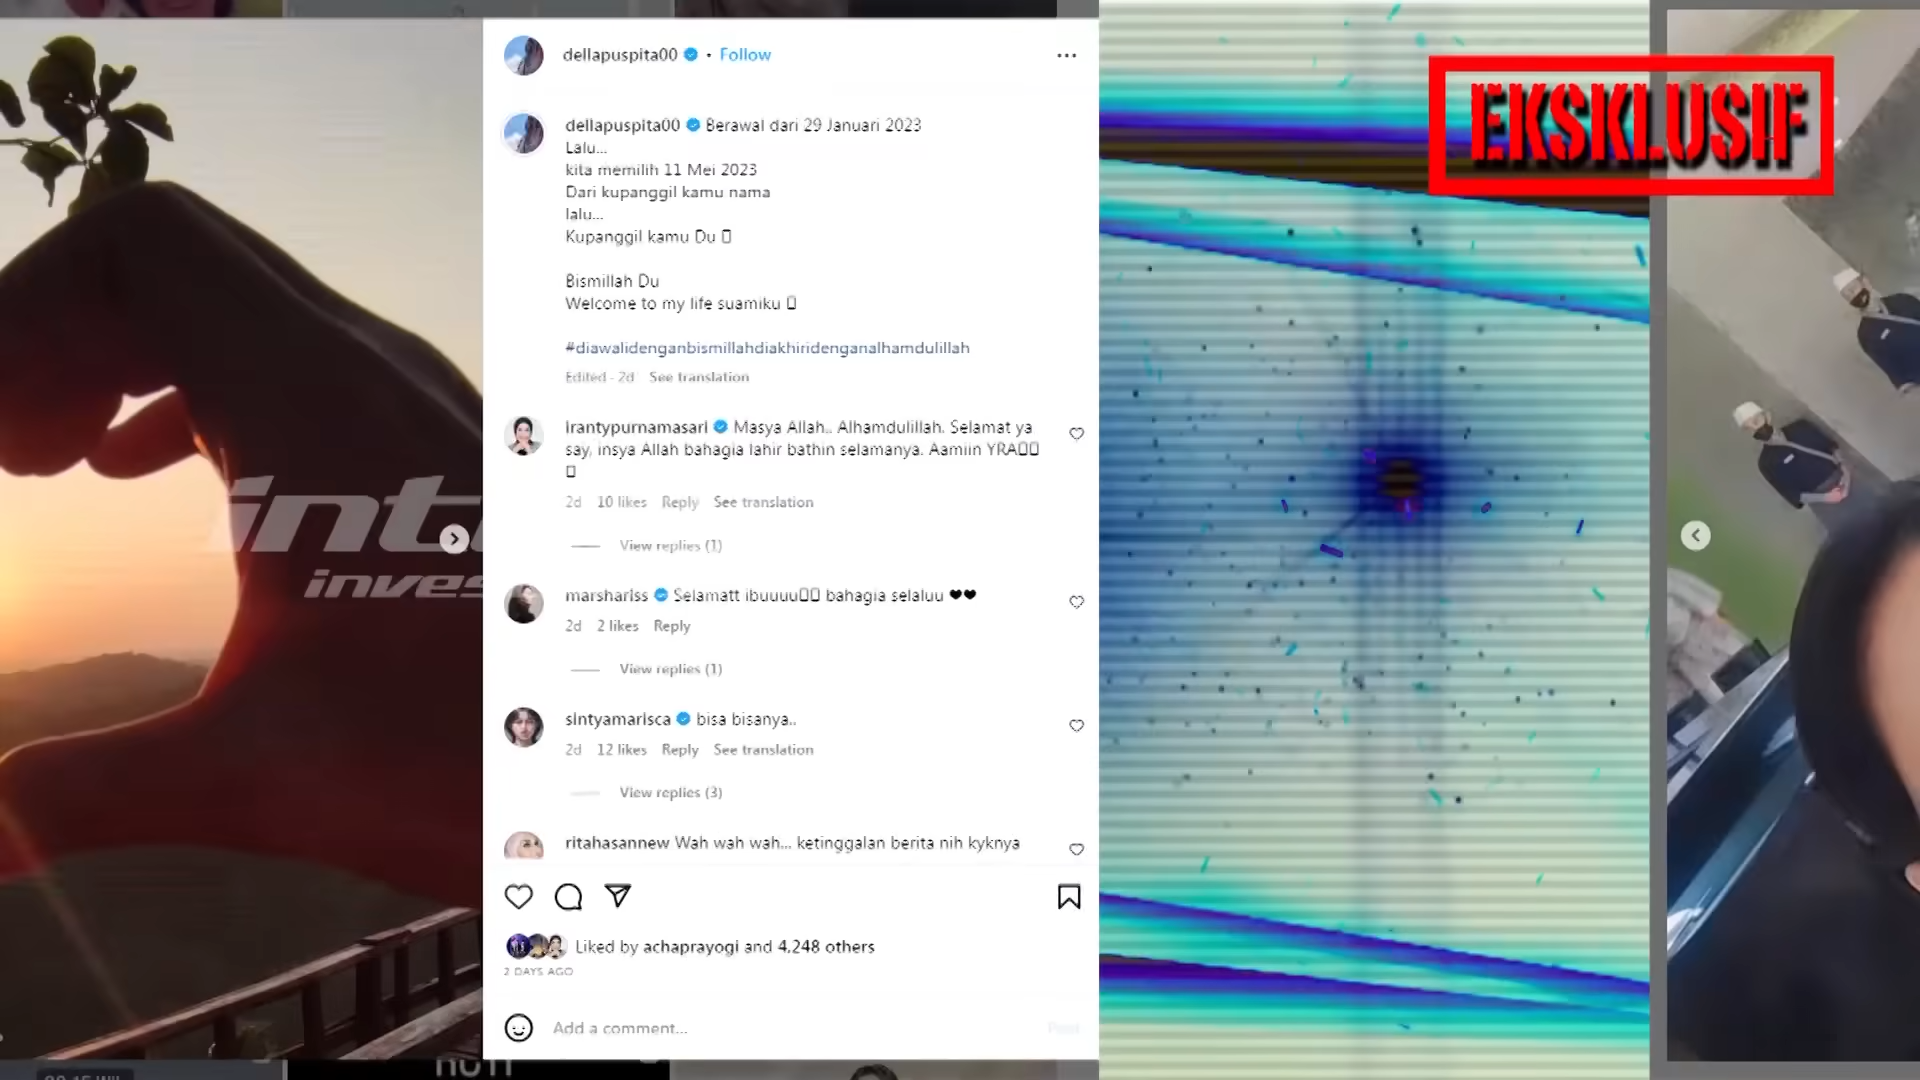 dellapuspita00 • Follow
dellapuspita00 Berawal dari 29 Januari 2023
Lalu...
kita memilih 11 Mei 2023
Dari kupanggil kamu nama
lalu...
Kupanggil kamu Du
Bismillah Du
Welcome to my life suamiku
#diawalidenganbismillahdiakhiridenganalhamdulillah
Edited · 2d See translation
irantypurnamasari Masya Allah.. Alhamdulillah. Selamat ya
say, insya Allah bahagia lahir bathin selamanya. Aamiin YRA
2d 10 likes Reply See translation
View replies (1)
marshariss Selamatt ibuuuu bahagia selaluu ♥♥
2d 2 likes Reply
View replies (1)
sintyamarisca bisa bisanya..
2d 12 likes Reply See translation
View replies (3)
ritahasannew Wah wah wah... ketinggalan berita nih kyknya
Liked by achaprayogi and 4,248 others
2 DAYS AGO
Add a comment...
Post
EKSKLUSIF
inves